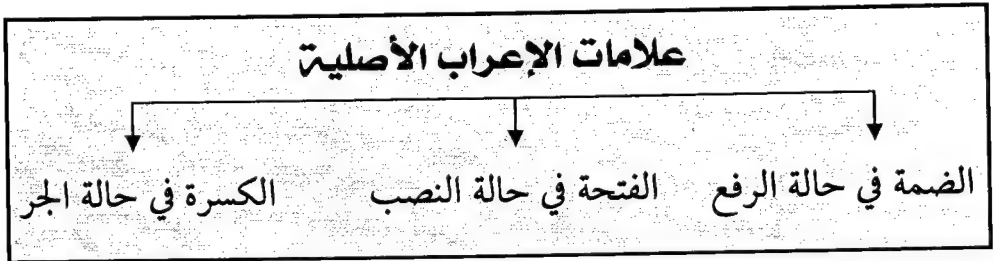 علامات الإعراب الأصلية
الضمة في حالة الرفع الفتحة في حالة النصب الكسرة في حالة الجر